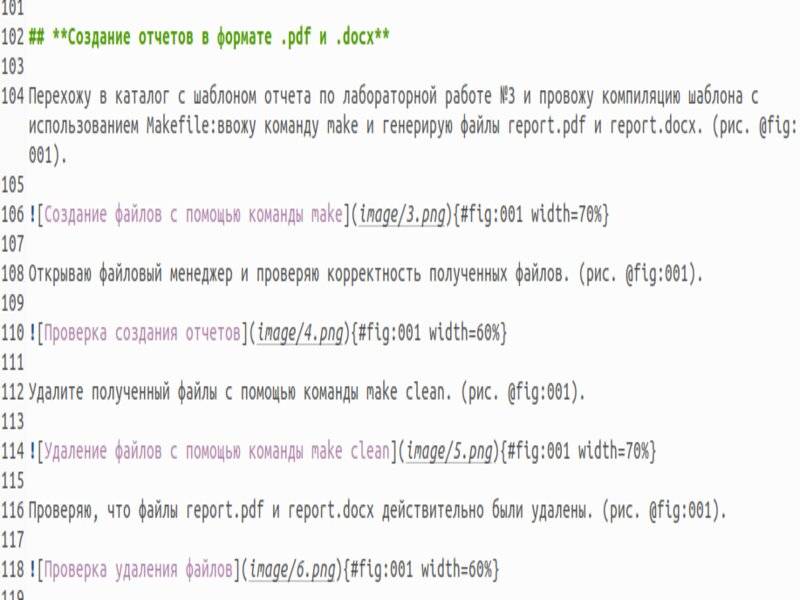 101
102 ## **Создание отчетов в формате .pdf и .docx**
103
104 Перехожу в каталог с шаблоном отчета по лабораторной работе №3 и провожу компиляцию шаблона с
использованием Makefile:ввожу команду make и генерирую файлы report.pdf и report.docx. (рис. @fig:
001).
105
106 ![Создание файлов с помощью команды make](image/3.png){#fig:001 width=70%}
107
108 Открываю файловый менеджер и проверяю корректность полученных файлов. (рис. @fig:001).
109
110 ![Проверка создания отчетов](image/4.png){#fig:001 width=60%}
111
112 Удалите полученный файлы с помощью команды make clean. (рис. @fig:001).
113
114 ![Удаление файлов с помощью команды make clean](image/5.png){#fig:001 width=70%}
115
116 Проверяю, что файлы report.pdf и report.docx действительно были удалены. (рис. @fig:001).
117
118 ![Проверка удаления файлов](image/6.png){#fig:001 width=60%}
119